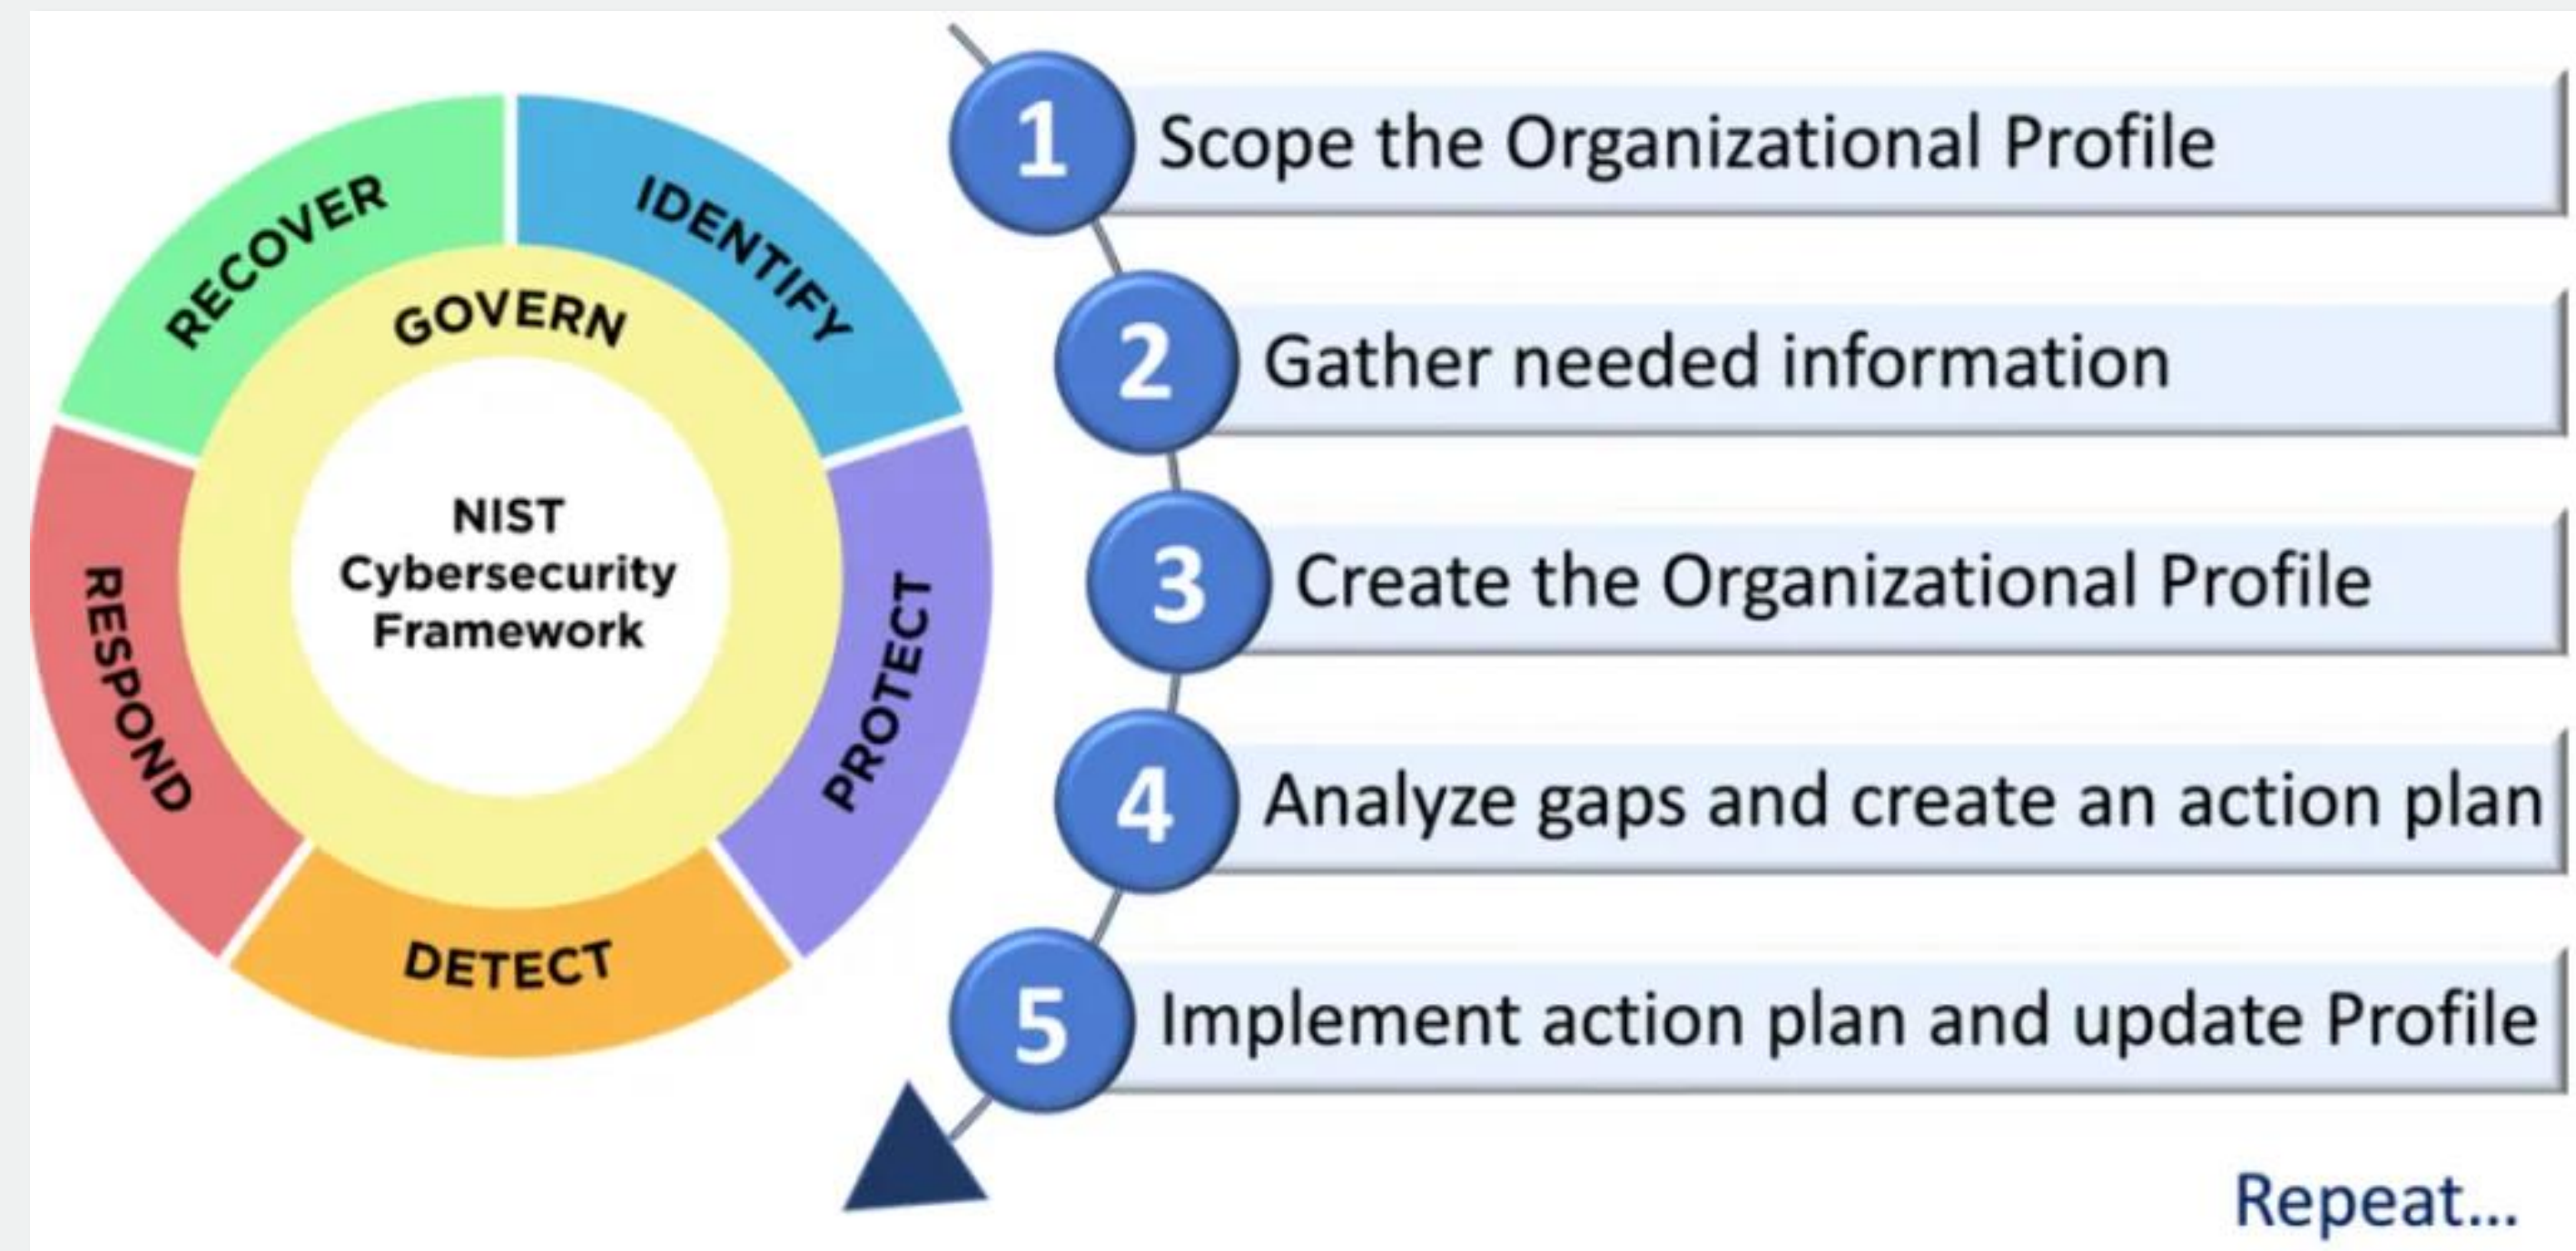 RECOVER
IDENTIFY
GOVERN
NIST
Cybersecurity
Framework
RESPOND
PROTECT
DETECT
1 Scope the Organizational Profile
2 Gather needed information
3 Create the Organizational Profile
4 Analyze gaps and create an action plan
5 Implement action plan and update Profile
Repeat...